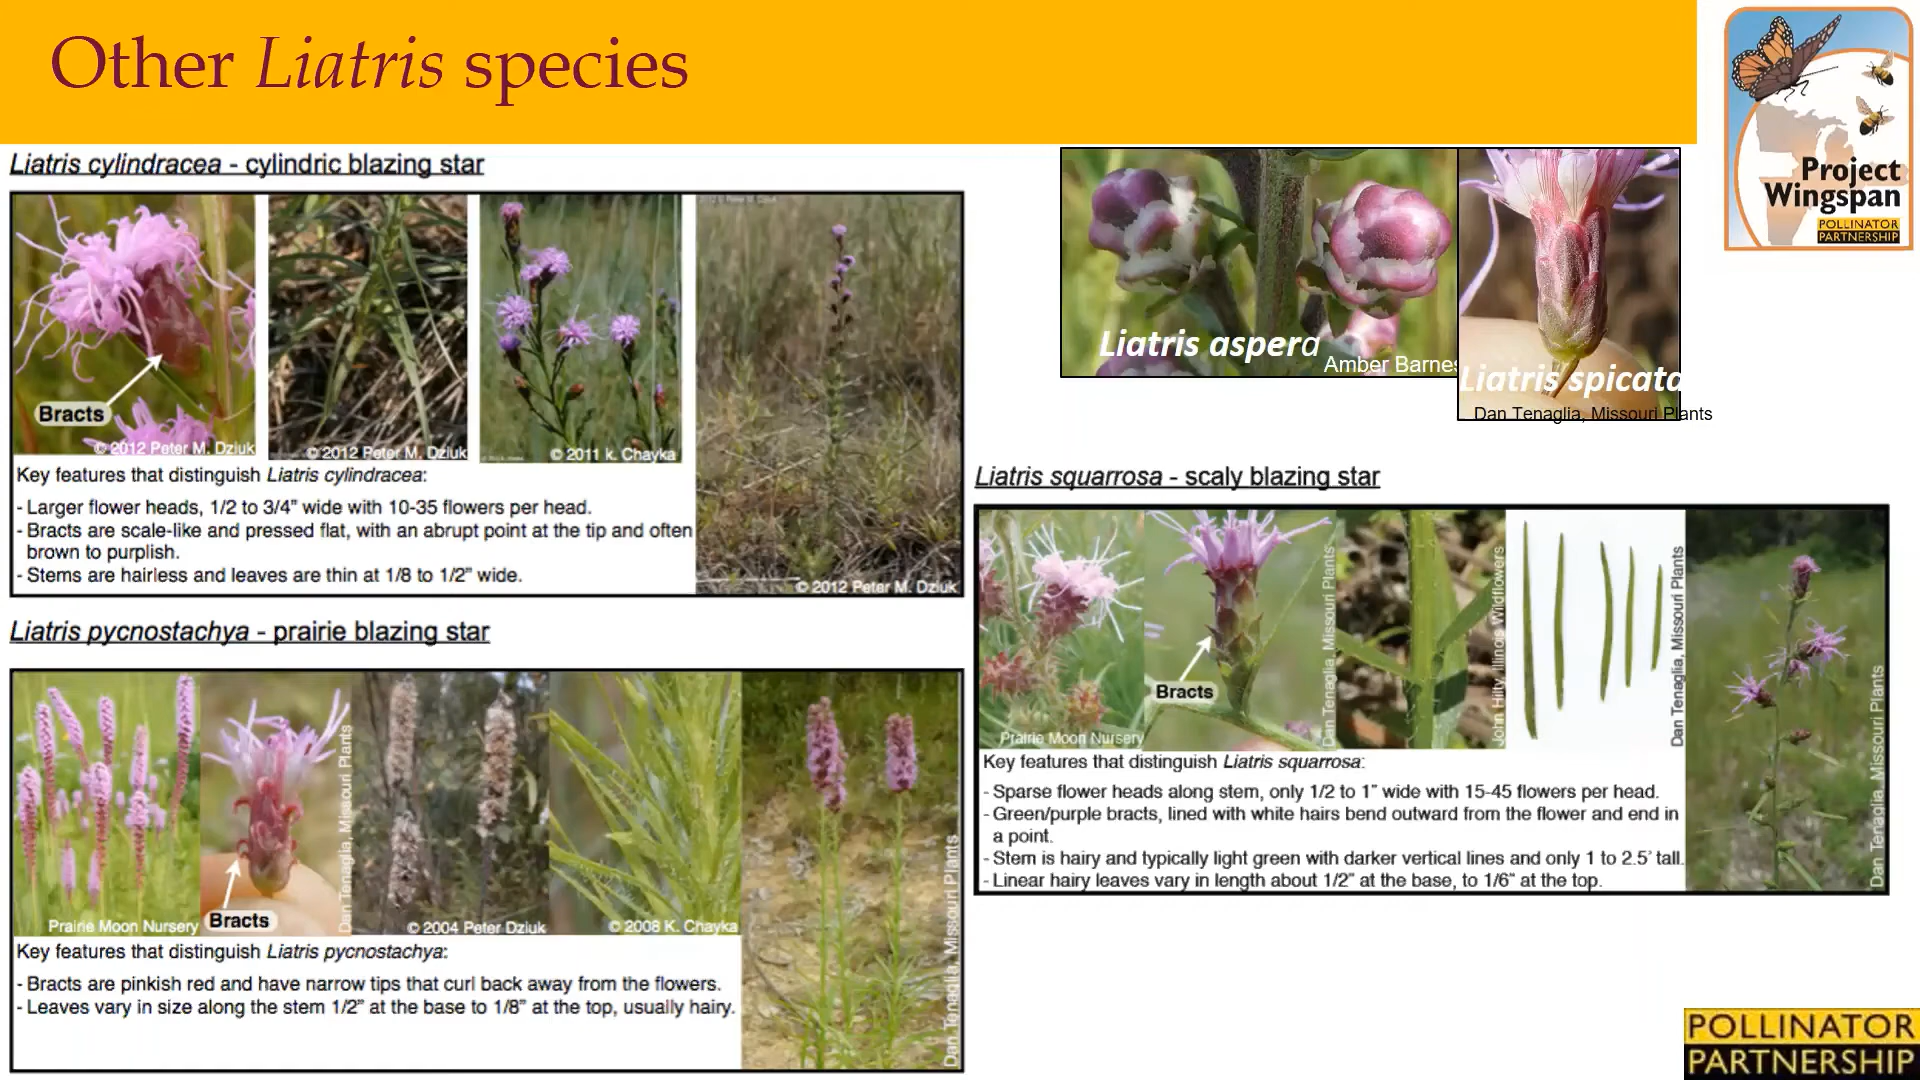 Other Liatris species
Project
Wingspan
POLLINATOR
PARTNERSHIP
Liatris cylindracea - cylindric blazing star
Bracts
© 2012 Peter M. Dziuk
© 2012 Peter M. Dziuk
© 2011 k. Chayka
© 2012 Peter M. Dziuk
Key features that distinguish Liatris cylindracea:
- Larger flower heads, 1/2 to 3/4" wide with 10-35 flowers per head.
- Bracts are scale-like and pressed flat, with an abrupt point at the tip and often
brown to purplish.
- Stems are hairless and leaves are thin at 1/8 to 1/2" wide.
Liatris pycnostachya - prairie blazing star
Prairie Moon Nursery
Bracts
Dan Tenaglia, Missouri Plants
© 2004 Peter Dziuk
© 2008 K. Chayka
Dan Tenaglia, Missouri Plants
Key features that distinguish Liatris pycnostachya:
- Bracts are pinkish red and have narrow tips that curl back away from the flowers.
- Leaves vary in size along the stem 1/2" at the base to 1/8" at the top, usually hairy.
Liatris aspera
Amber Barnes
Liatris spicata
Dan Tenaglia, Missouri Plants
Liatris squarrosa - scaly blazing star
Prairie Moon Nursery
Bracts
Dan Tenaglia, Missouri Plants
John Hilty, Illinois Wildflowers
Dan Tenaglia, Missouri Plants
Dan Tenaglia, Missouri Plants
Key features that distinguish Liatris squarrosa:
- Sparse flower heads along stem, only 1/2 to 1" wide with 15-45 flowers per head.
- Green/purple bracts, lined with white hairs bend outward from the flower and end in
a point.
- Stem is hairy and typically light green with darker vertical lines and only 1 to 2.5' tall.
- Linear hairy leaves vary in length about 1/2" at the base, to 1/6" at the top.
POLLINATOR
PARTNERSHIP